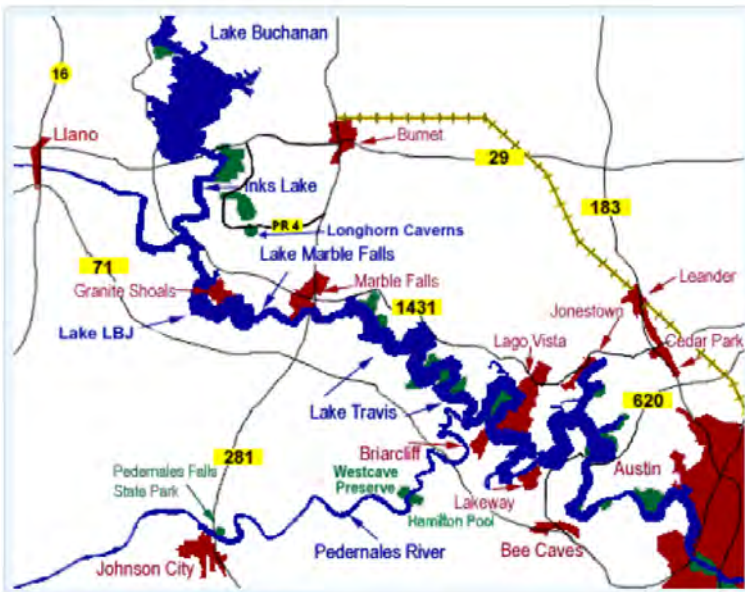 Lake Buchanan
16
Llano
Burnet
29
Inks Lake
183
PR 4
Longhorn Caverns
Lake Marble Falls
71
Granite Shoals
Marble Falls
Leander
1431
Jonestown
Lake LBJ
Lago Vista
Cedar Park
Lake Travis
620
281
Briarcliff
Pedernales Falls
State Park
Westcave
Preserve
Austin
Lakeway
Hamilton Pool
Pedernales River
Bee Caves
Johnson City